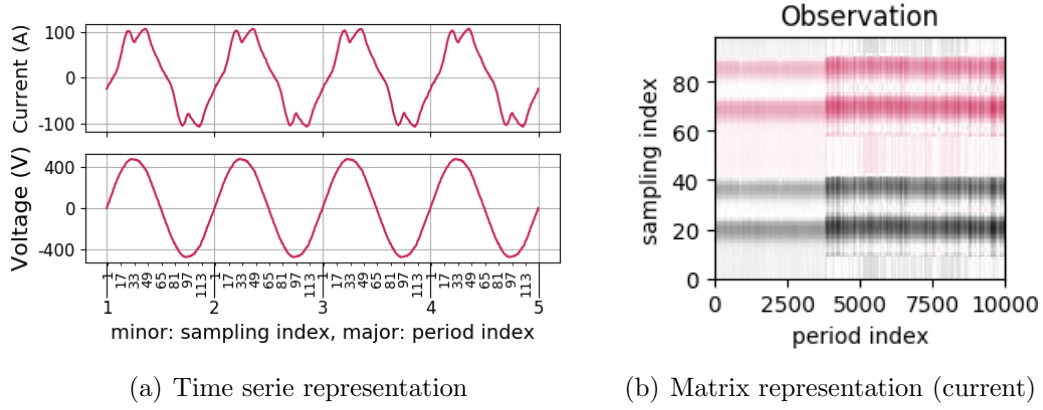 Current (A)
100
0
-100
Voltage (V)
400
0
-400
1 17 33 49 65 81 97 113 1 17 33 49 65 81 97 113 1 17 33 49 65 81 97 113 1 17 33 49 65 81 97 113
1 2 3 4 5
minor: sampling index, major: period index
(a) Time serie representation
Observation
sampling index
80
60
40
20
0
0 2500 5000 7500 10000
period index
(b) Matrix representation (current)